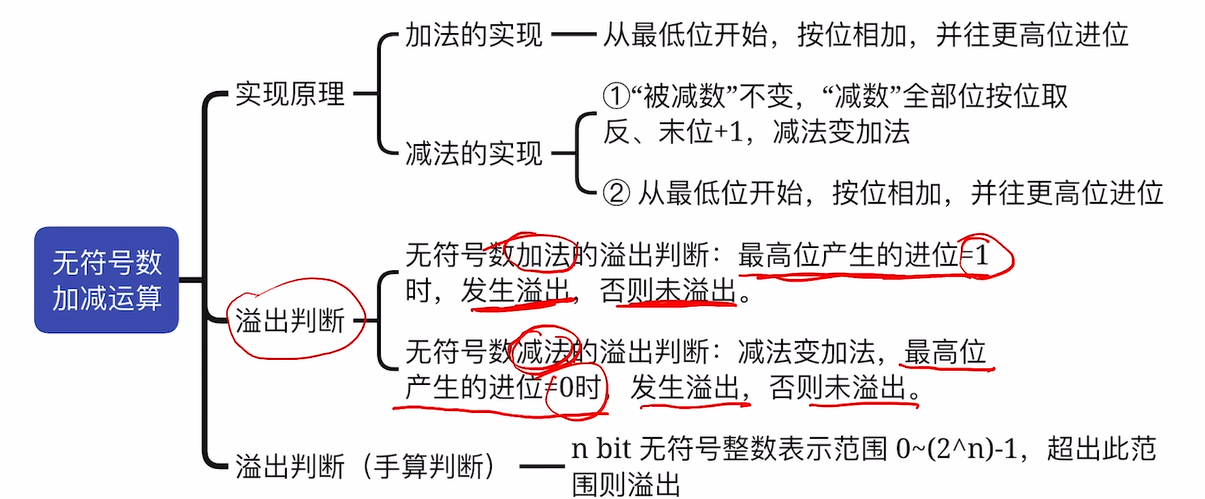 加法的实现
从最低位开始，按位相加，并往更高位进位
实现原理
①“被减数”不变，“减数”全部位按位取
反、末位+1，减法变加法
减法的实现
② 从最低位开始，按位相加，并往更高位进位
无符号数
加减运算
无符号数加法的溢出判断：最高位产生的进位=1
时，发生溢出，否则未溢出。
溢出判断
无符号数减法的溢出判断：减法变加法，最高位
产生的进位=0时，发生溢出，否则未溢出。
溢出判断（手算判断）
n bit 无符号整数表示范围 0~(2^n)-1，超出此范
围则溢出